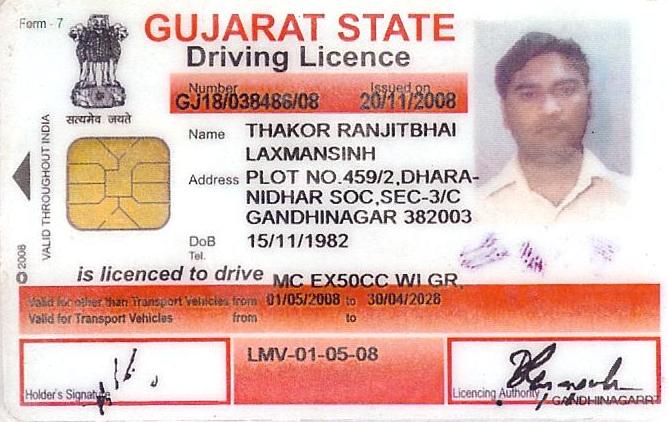 Form - 7
GUJARAT STATE
Driving Licence
Number Issued on
GJ18/038486/08 20/11/2008
सत्यमेव जयते
Name THAKOR RANJITBHAI
LAXMANSINH
Address PLOT NO.459/2,DHARA-
NIDHAR SOC,SEC-3/C
GANDHINAGAR 382003
DoB 15/11/1982
Tel.
VALID THROUGHOUT INDIA
© 2008
is licenced to drive MC EX50CC WI GR,
Valid for other than Transport Vehicles from 01/05/2008 to 30/04/2028
Valid for Transport Vehicles from to
LMV-01-05-08
Holder's Signature
Licencing Authority
GANDHINAGAR